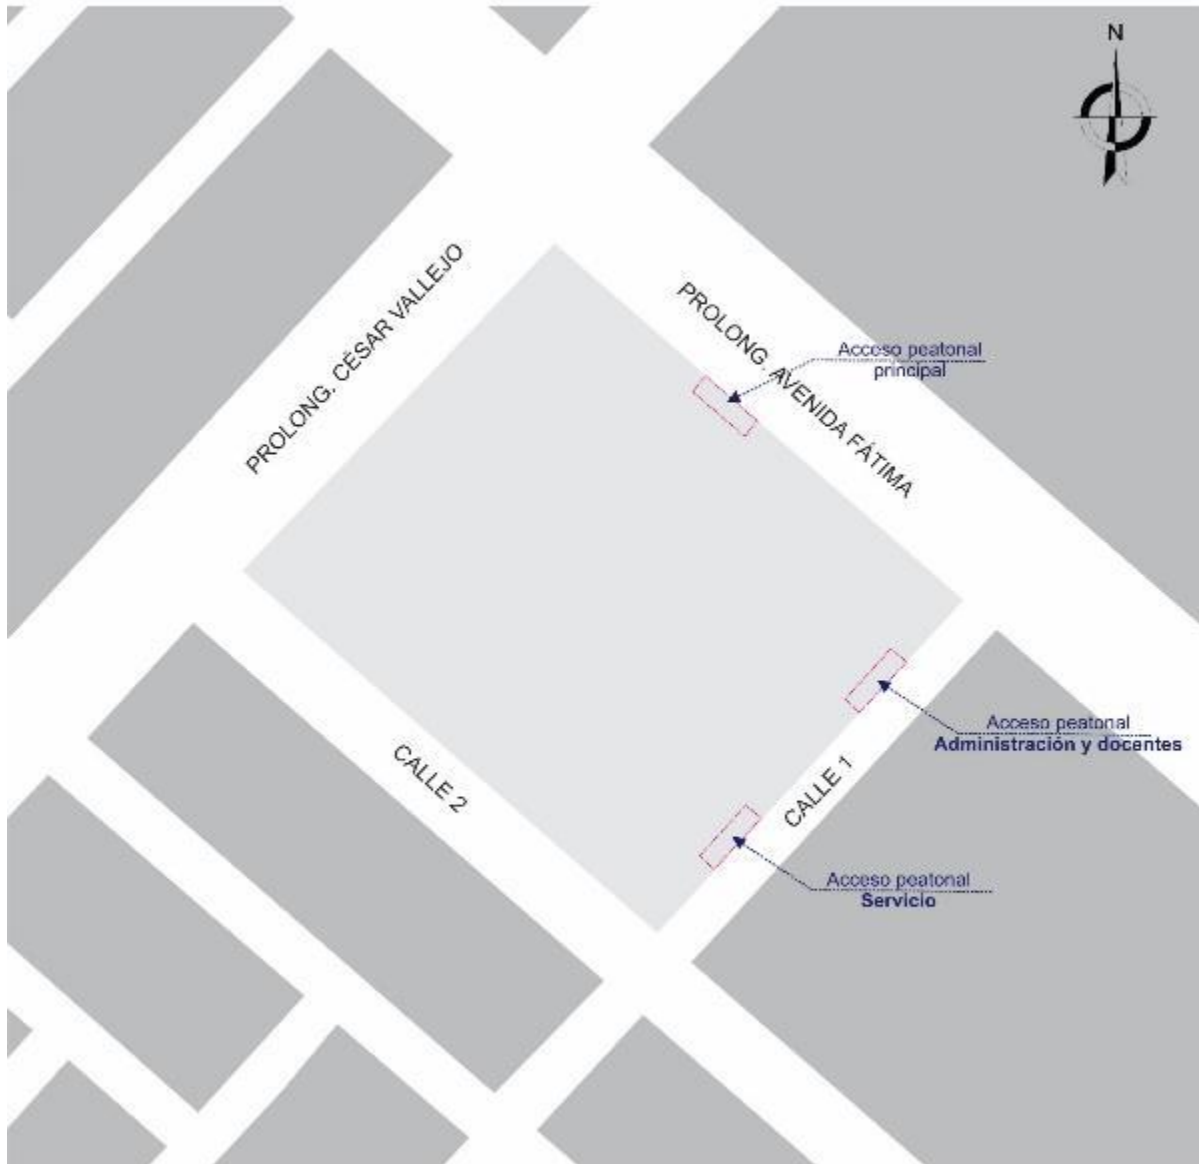 N
PROLONG. CÉSAR VALLEJO
PROLONG. AVENIDA FÁTIMA
Acceso peatonal
principal
Acceso peatonal
Administración y docentes
CALLE 1
CALLE 2
Acceso peatonal
Servicio